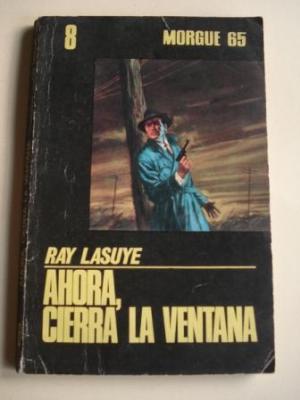 8 MORGUE 65
RAY LASUYE
AHORA,
CIERRA LA VENTANA